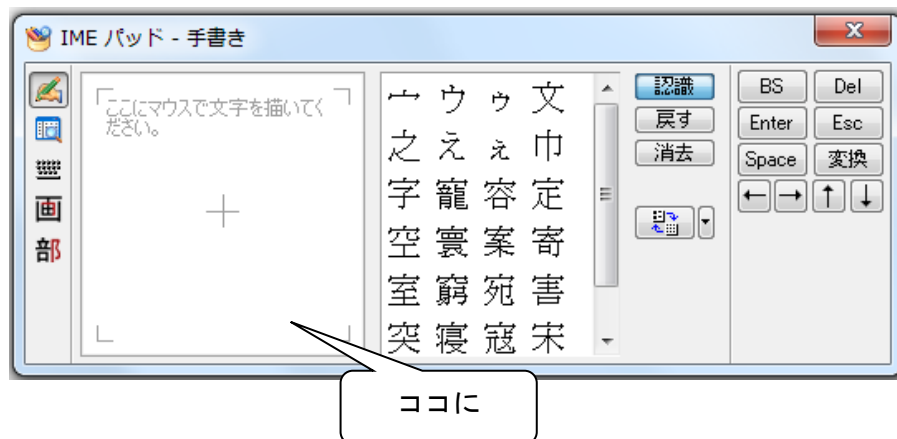 IME パッド - 手書き
ここにマウスで文字を描いてく
ださい。
宀 ウ ゥ 文
之 え ぇ 巾
字 寵 容 定
空 寰 案 寄
室 窮 宛 害
突 寝 寇 宋
認識
戻す
消去
BS Del
Enter Esc
Space 変換
← → ↑ ↓
画
部
ココに